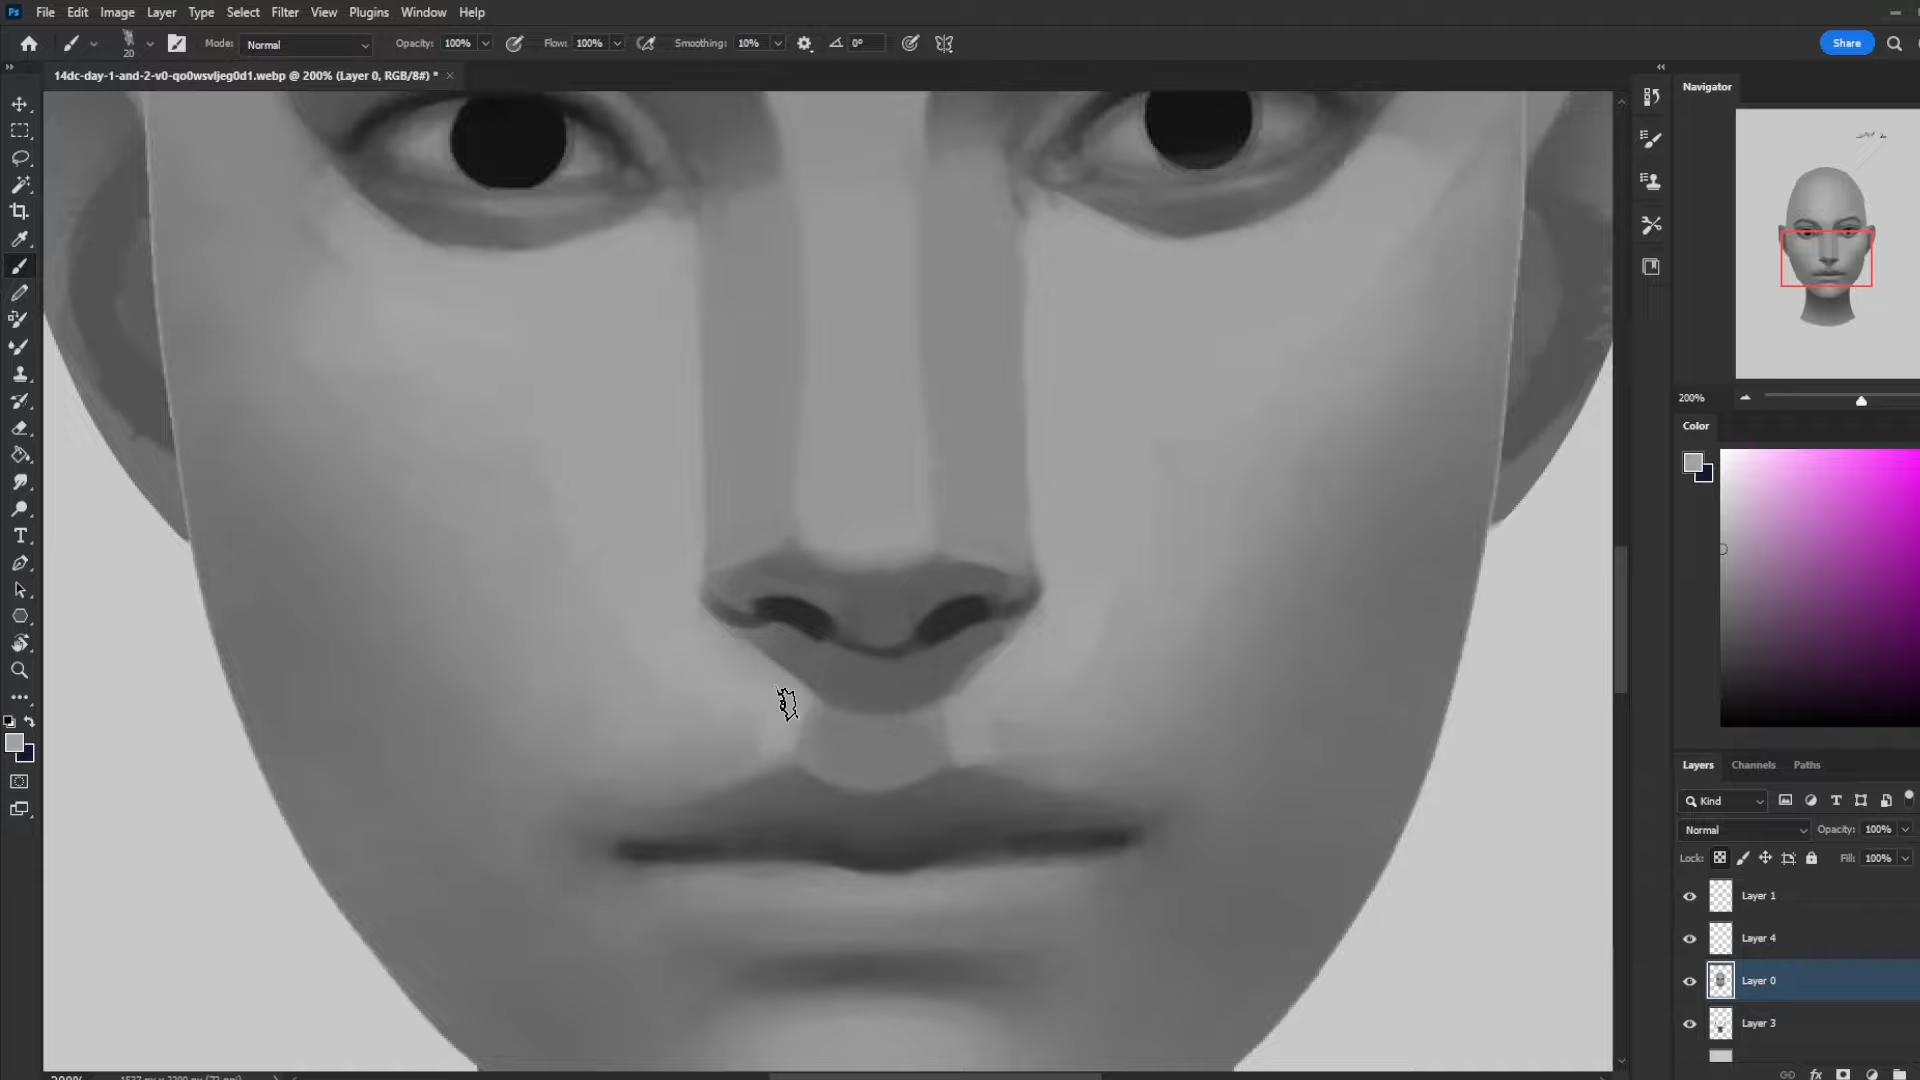 Ps File Edit Image Layer Type Select Filter View Plugins Window Help
20 Mode: Normal Opacity: 100% Flow: 100% Smoothing: 10% 0° Share
14dc-day-1-and-2-v0-qo0wsvljeg0d1.webp @ 200% (Layer 0, RGB/8#) * ×
Navigator
200%
Color
Layers Channels Paths
Kind
Normal Opacity: 100%
Lock: Fill: 100%
Layer 1
Layer 4
Layer 0
Layer 3
fx